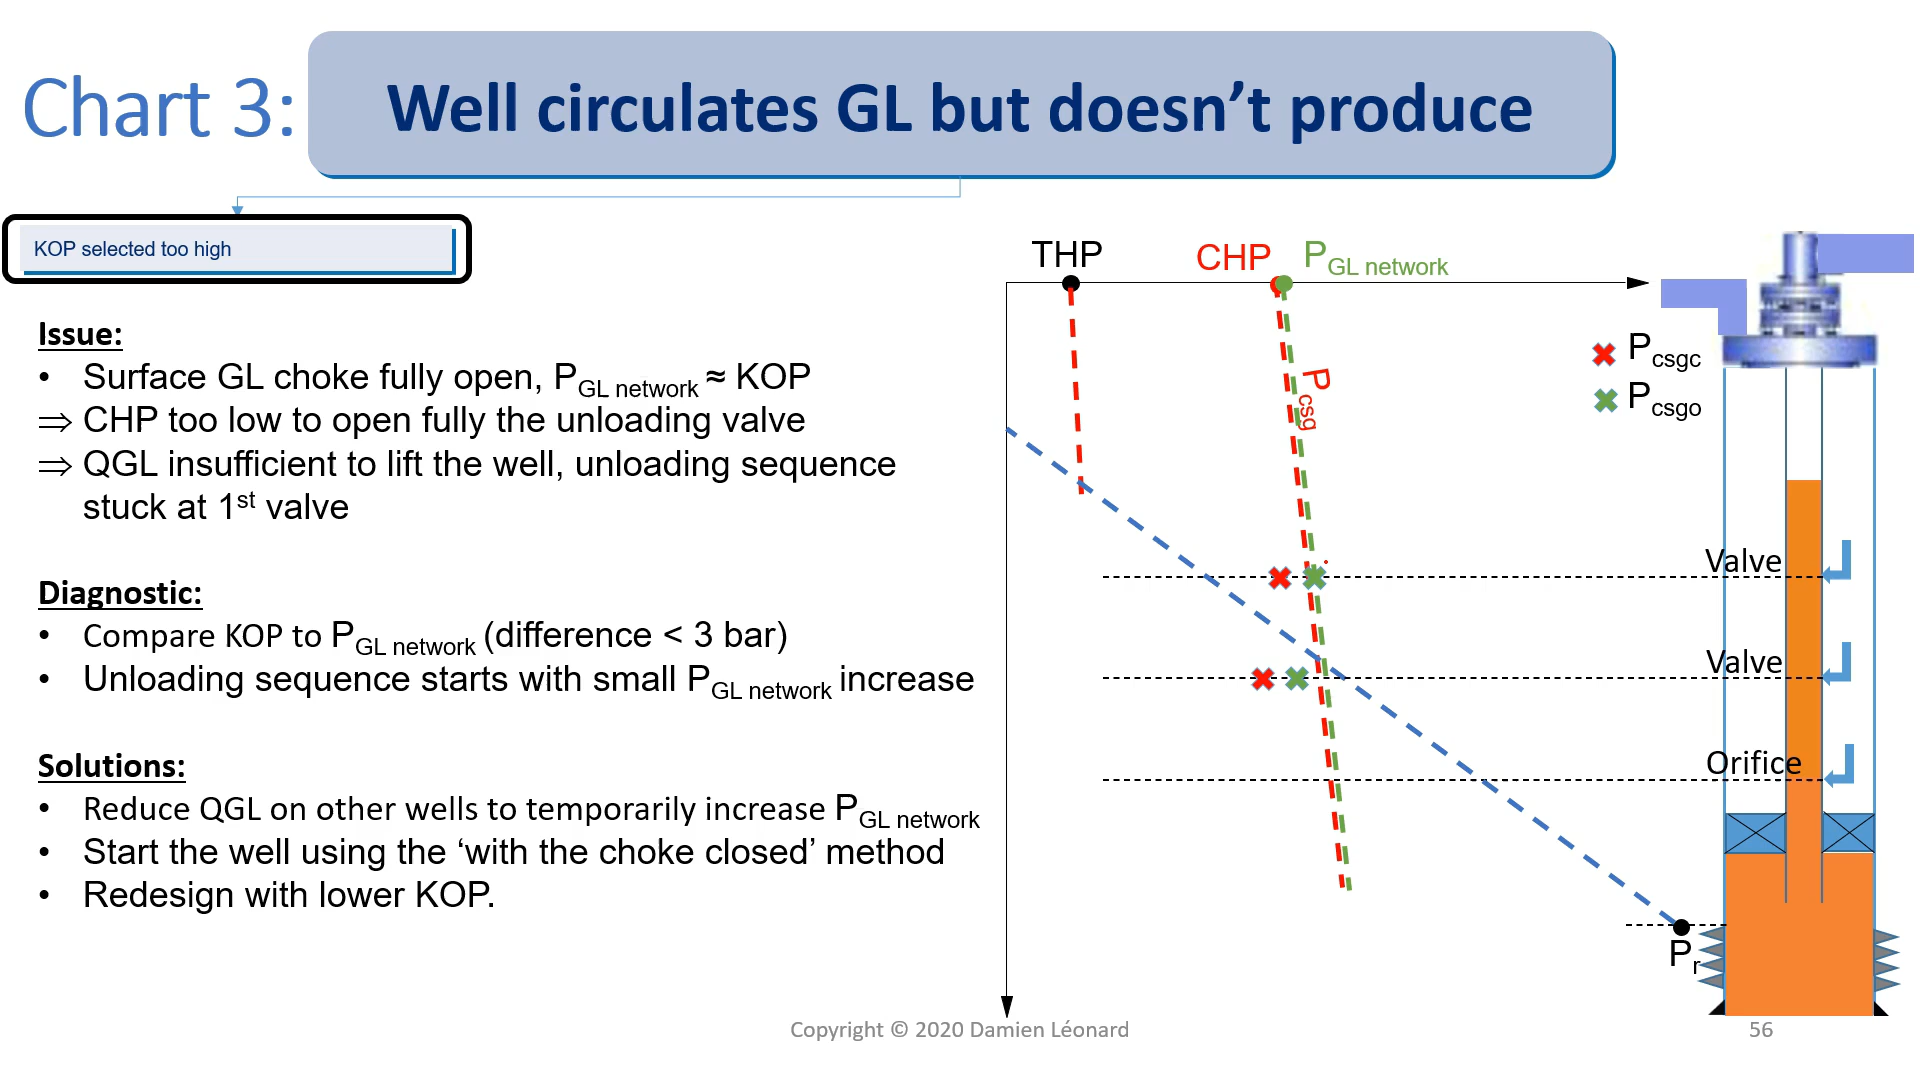 Chart 3:
Well circulates GL but doesn’t produce
KOP selected too high
Issue:
• Surface GL choke fully open, PGL network ≈ KOP
⇒ CHP too low to open fully the unloading valve
⇒ QGL insufficient to lift the well, unloading sequence
stuck at 1st valve
Diagnostic:
• Compare KOP to PGL network (difference < 3 bar)
• Unloading sequence starts with small PGL network increase
Solutions:
• Reduce QGL on other wells to temporarily increase PGL network
• Start the well using the ‘with the choke closed’ method
• Redesign with lower KOP.
THP
CHP
PGL network
Pcsg
Pcsgc
Pcsgo
Valve
Valve
Orifice
Pr
Copyright © 2020 Damien Léonard
56